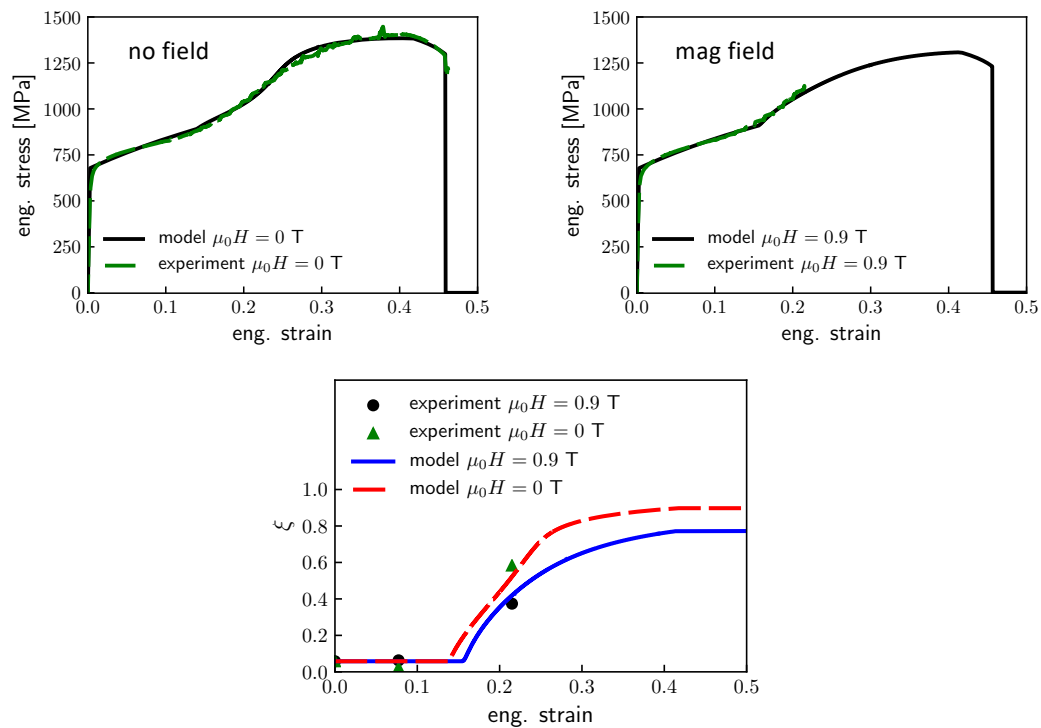 no field
eng. stress [MPa]
1500
1250
1000
750
500
250
0
model μ₀H = 0 T
experiment μ₀H = 0 T
0.0 0.1 0.2 0.3 0.4 0.5
eng. strain
mag field
eng. stress [MPa]
1500
1250
1000
750
500
250
0
model μ₀H = 0.9 T
experiment μ₀H = 0.9 T
0.0 0.1 0.2 0.3 0.4 0.5
eng. strain
experiment μ₀H = 0.9 T
experiment μ₀H = 0 T
model μ₀H = 0.9 T
model μ₀H = 0 T
ξ
1.0
0.8
0.6
0.4
0.2
0.0
0.0 0.1 0.2 0.3 0.4 0.5
eng. strain